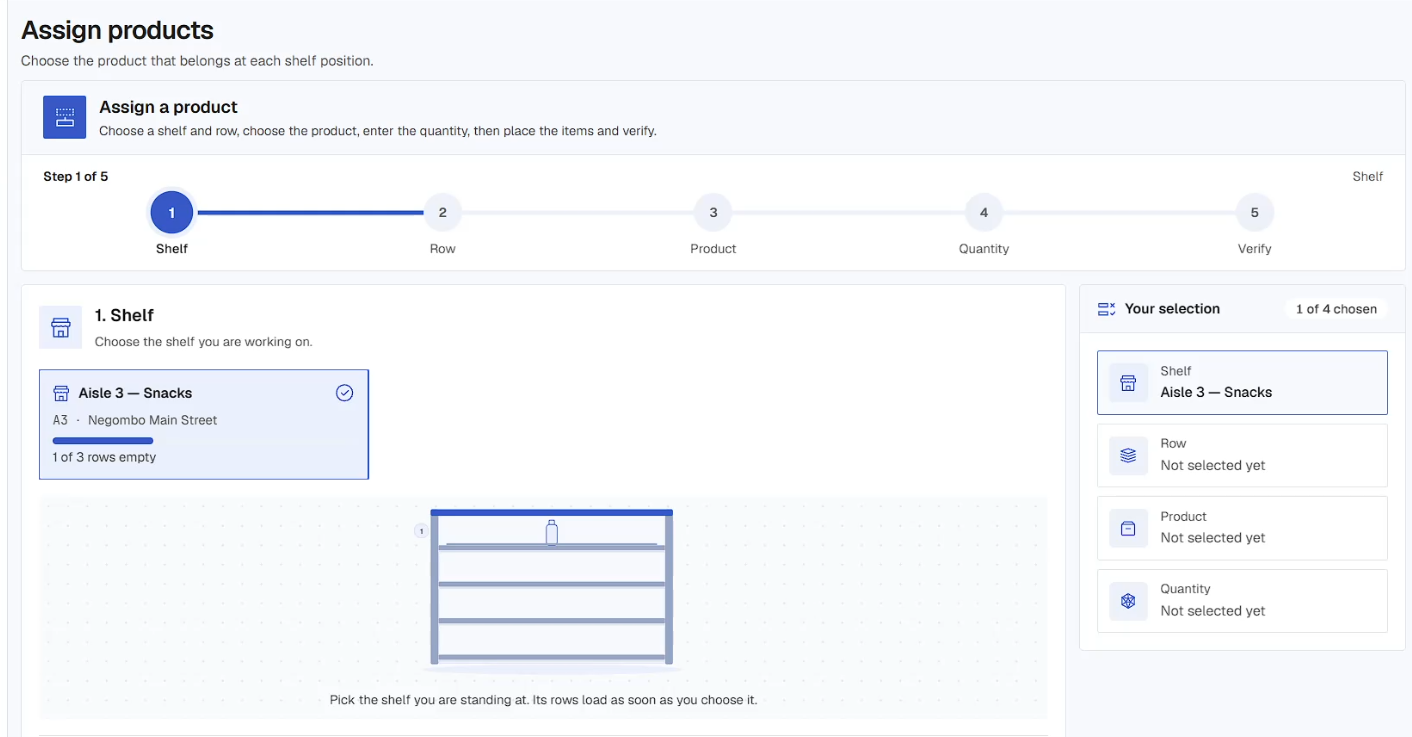 Assign products
Choose the product that belongs at each shelf position.
Assign a product
Choose a shelf and row, choose the product, enter the quantity, then place the items and verify.
Step 1 of 5
Shelf
1
2
3
4
5
Shelf
Row
Product
Quantity
Verify
1. Shelf
Choose the shelf you are working on.
Aisle 3 — Snacks
A3 · Negombo Main Street
1 of 3 rows empty
1
Pick the shelf you are standing at. Its rows load as soon as you choose it.
Your selection
1 of 4 chosen
Shelf
Aisle 3 — Snacks
Row
Not selected yet
Product
Not selected yet
Quantity
Not selected yet